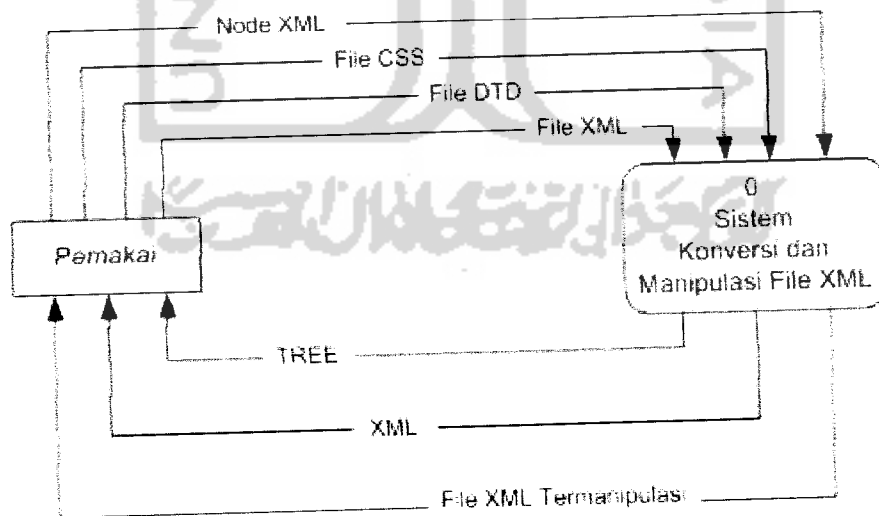 Node XML
File CSS
File DTD
File XML
0
Sistem
Konversi dan
Manipulasi File XML
Pemakai
TREE
XML
File XML Termanipulasi